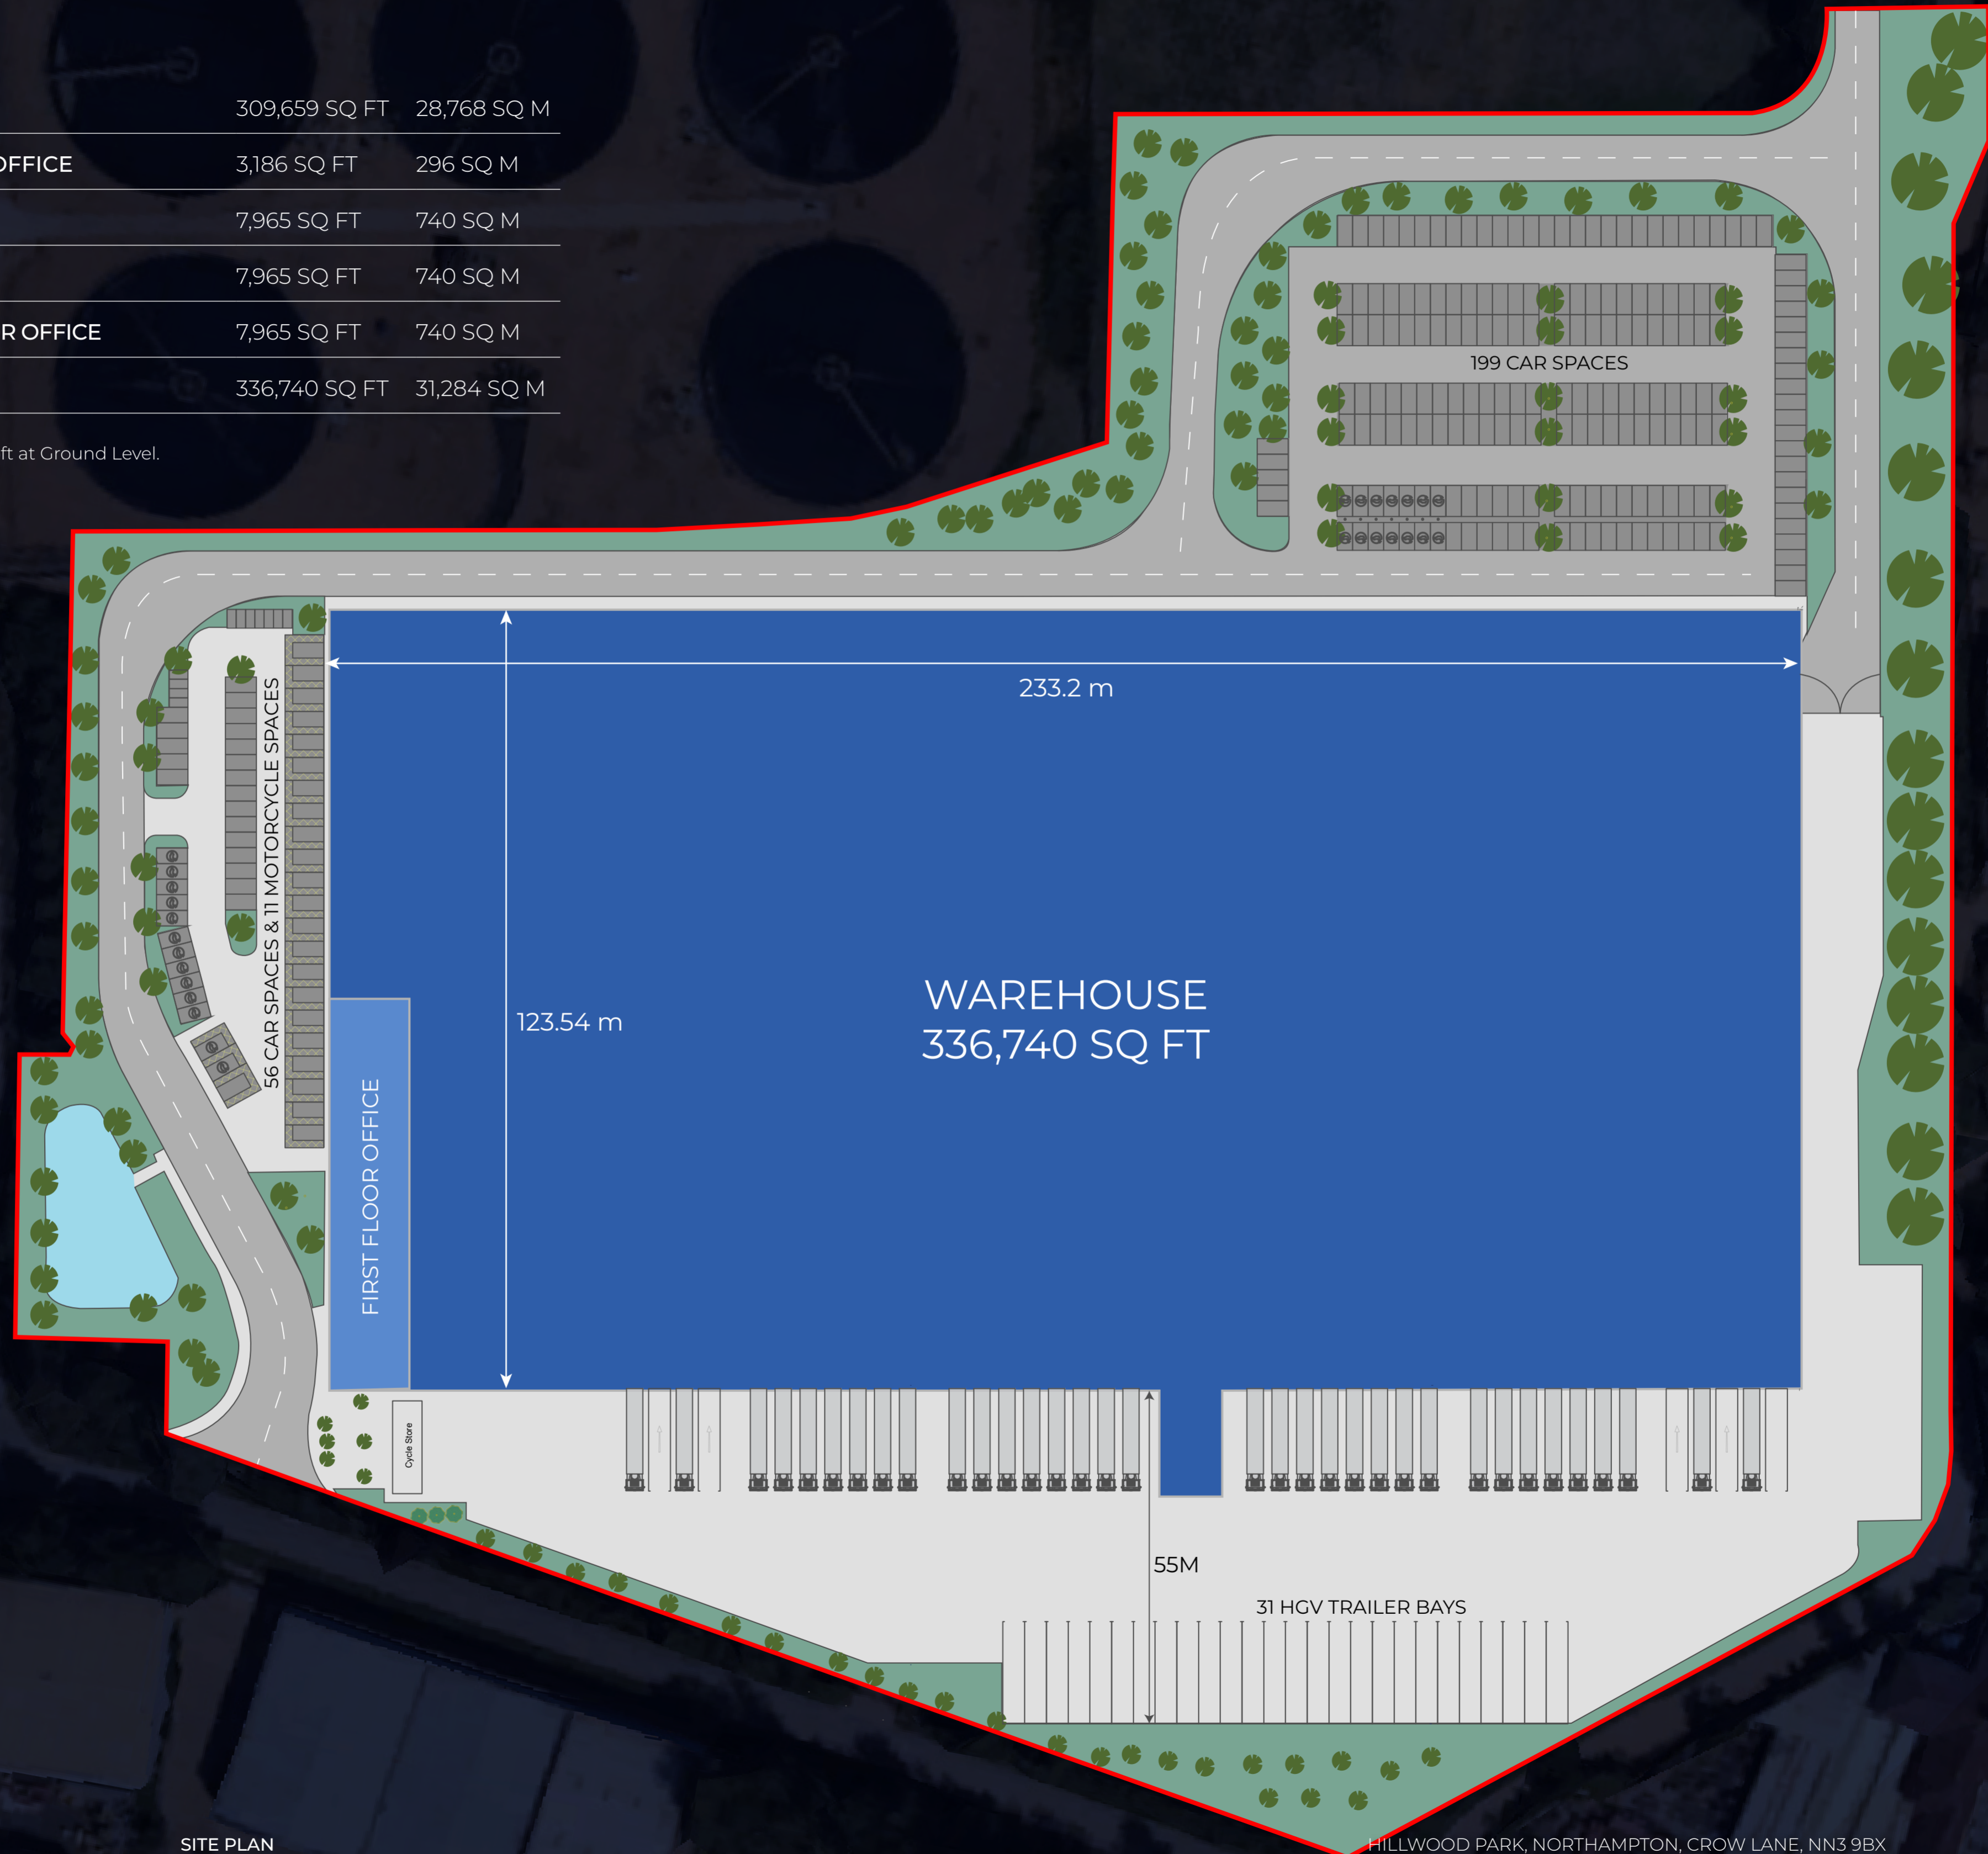 309,659 SQ FT 28,768 SQ M
OFFICE 3,186 SQ FT 296 SQ M
7,965 SQ FT 740 SQ M
7,965 SQ FT 740 SQ M
R OFFICE 7,965 SQ FT 740 SQ M
336,740 SQ FT 31,284 SQ M
ft at Ground Level.
199 CAR SPACES
233.2 m
56 CAR SPACES & 11 MOTORCYCLE SPACES
WAREHOUSE
336,740 SQ FT
123.54 m
FIRST FLOOR OFFICE
Cycle Store
55M
31 HGV TRAILER BAYS
SITE PLAN
HILLWOOD PARK, NORTHAMPTON, CROW LANE, NN3 9BX